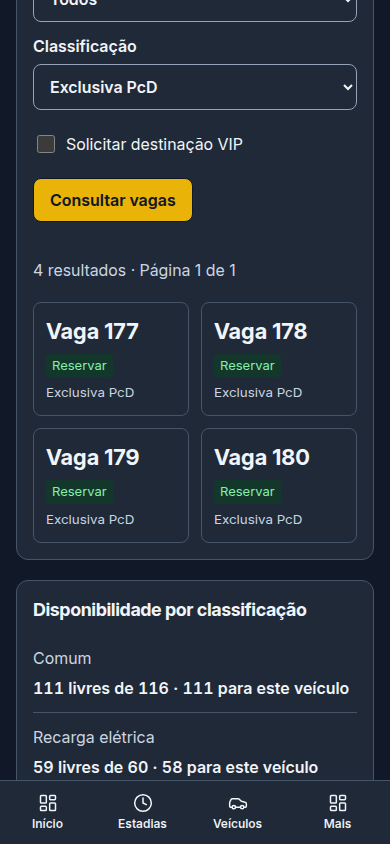 Todos
Classificação
Exclusiva PcD
Solicitar destinação VIP
Consultar vagas
4 resultados · Página 1 de 1
Vaga 177
Reservar
Exclusiva PcD
Vaga 178
Reservar
Exclusiva PcD
Vaga 179
Reservar
Exclusiva PcD
Vaga 180
Reservar
Exclusiva PcD
Disponibilidade por classificação
Comum
111 livres de 116 · 111 para este veículo
Recarga elétrica
59 livres de 60 · 58 para este veículo
Início
Estadias
Veículos
Mais